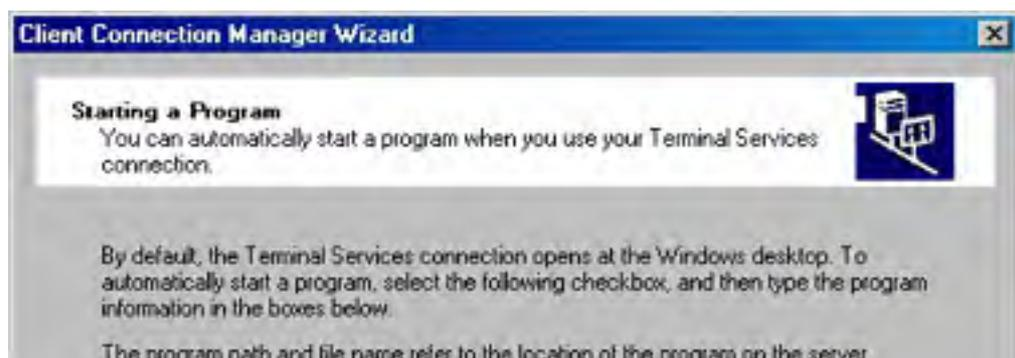 Client Connection Manager Wizard
Starting a Program
You can automatically start a program when you use your Terminal Services
connection.
By default, the Terminal Services connection opens at the Windows desktop. To
automatically start a program, select the following checkbox, and then type the program
information in the boxes below.
The program path and file name refer to the location of the program on the server.